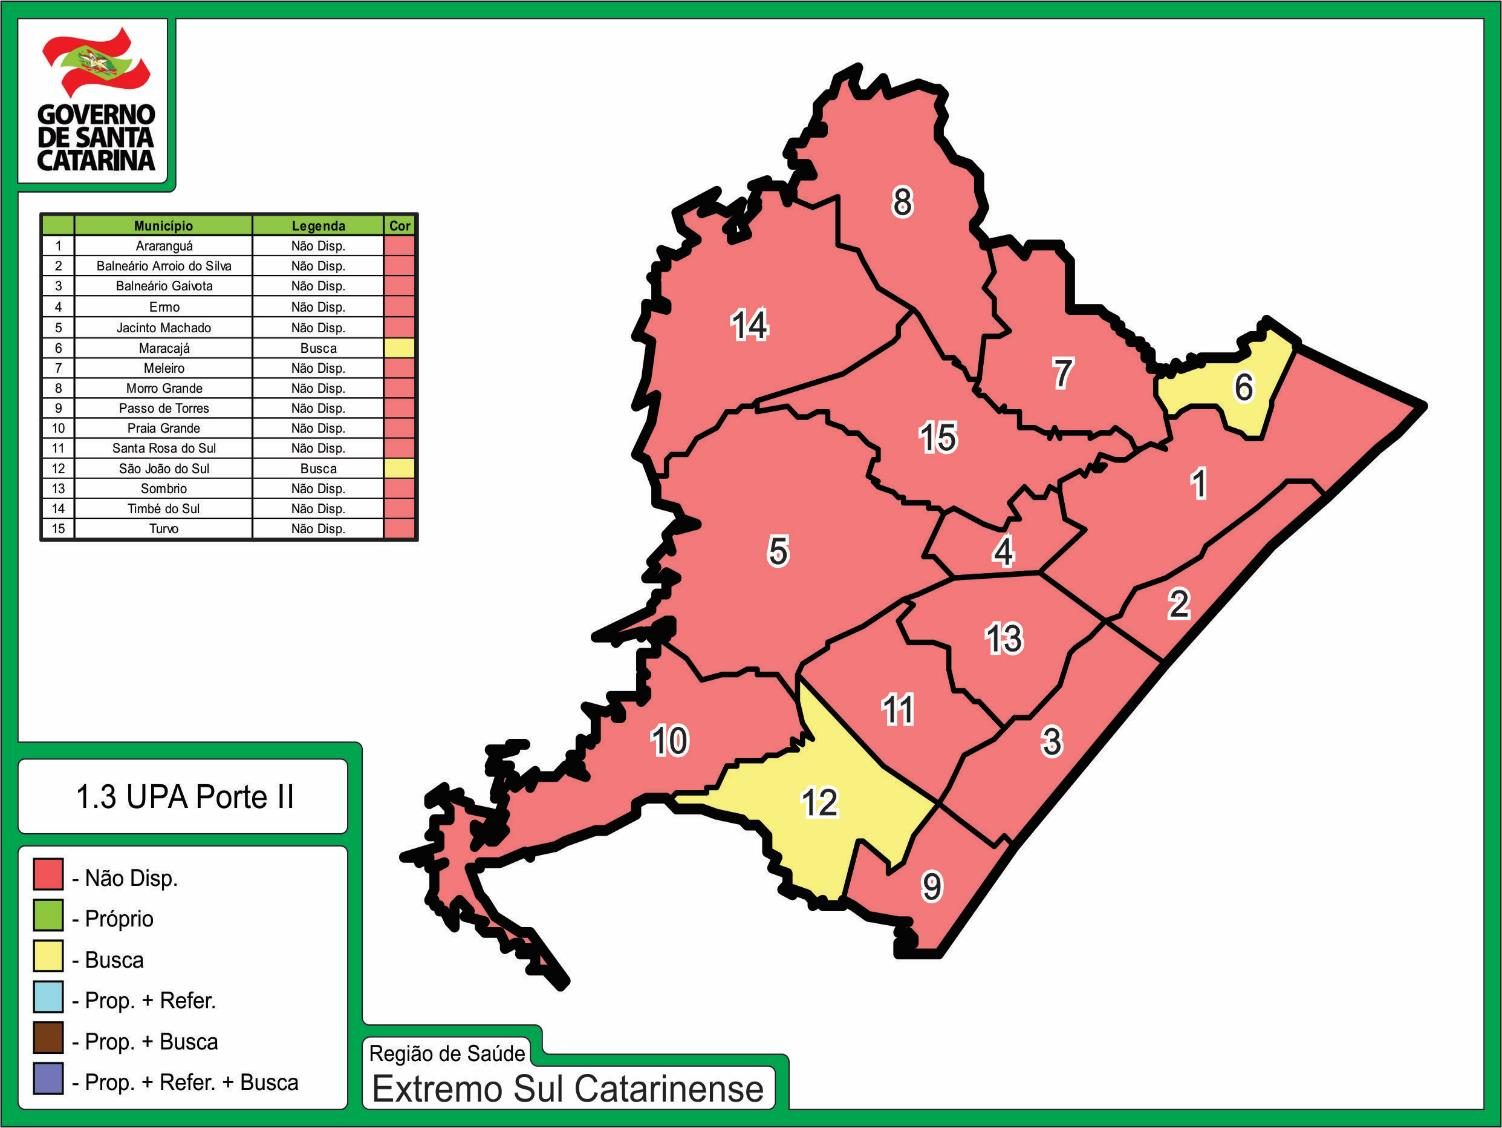 GOVERNO
DE SANTA
CATARINA
Município Legenda Cor
1 Araranguá Não Disp.
2 Balneário Arroio do Silva Não Disp.
3 Balneário Gaivota Não Disp.
4 Ermo Não Disp.
5 Jacinto Machado Não Disp.
6 Maracajá Busca
7 Meleiro Não Disp.
8 Morro Grande Não Disp.
9 Passo de Torres Não Disp.
10 Praia Grande Não Disp.
11 Santa Rosa do Sul Não Disp.
12 São João do Sul Busca
13 Sombrio Não Disp.
14 Timbé do Sul Não Disp.
15 Turvo Não Disp.
8
14
7
6
15
1
5
4
2
13
11
10
3
12
9
1.3 UPA Porte II
- Não Disp.
- Próprio
- Busca
- Prop. + Refer.
- Prop. + Busca
- Prop. + Refer. + Busca
Região de Saúde
Extremo Sul Catarinense